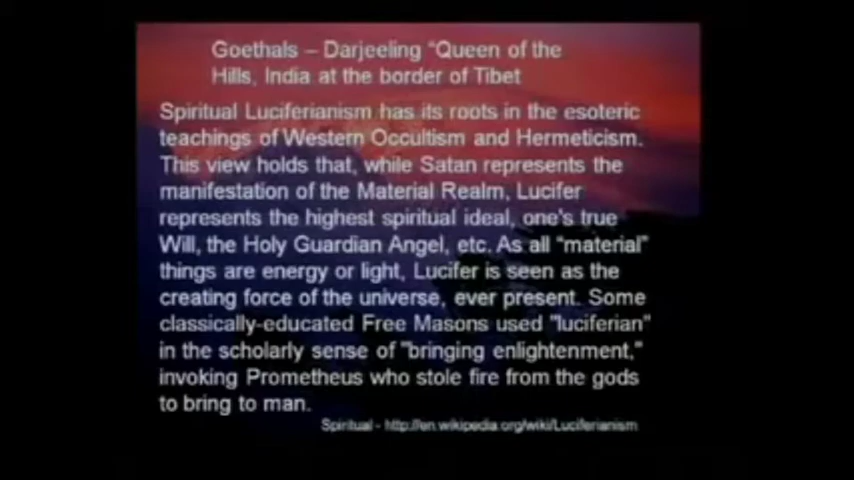 Goethals – Darjeeling “Queen of the
Hills, India at the border of Tibet
Spiritual Luciferianism has its roots in the esoteric
teachings of Western Occultism and Hermeticism.
This view holds that, while Satan represents the
manifestation of the Material Realm, Lucifer
represents the highest spiritual ideal, one's true
Will, the Holy Guardian Angel, etc. As all “material”
things are energy or light, Lucifer is seen as the
creating force of the universe, ever present. Some
classically-educated Free Masons used "luciferian"
in the scholarly sense of "bringing enlightenment,"
invoking Prometheus who stole fire from the gods
to bring to man.
Spiritual - http://en.wikipedia.org/wiki/Luciferianism